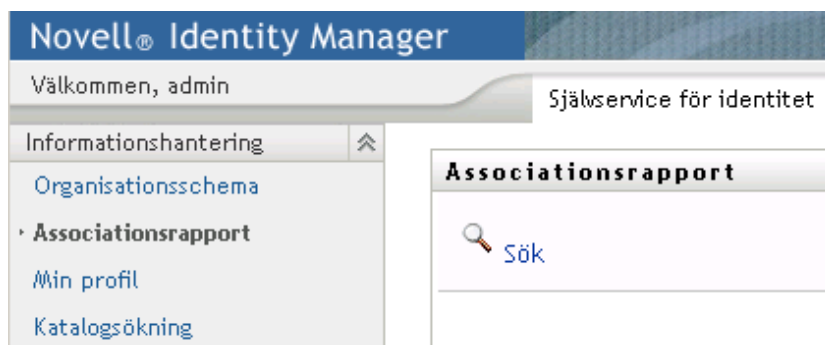 Novell® Identity Manager
Välkommen, admin
Självservice för identitet
Informationshantering
Organisationsschema
Associationsrapport
Min profil
Katalogsökning
Associationsrapport
Sök